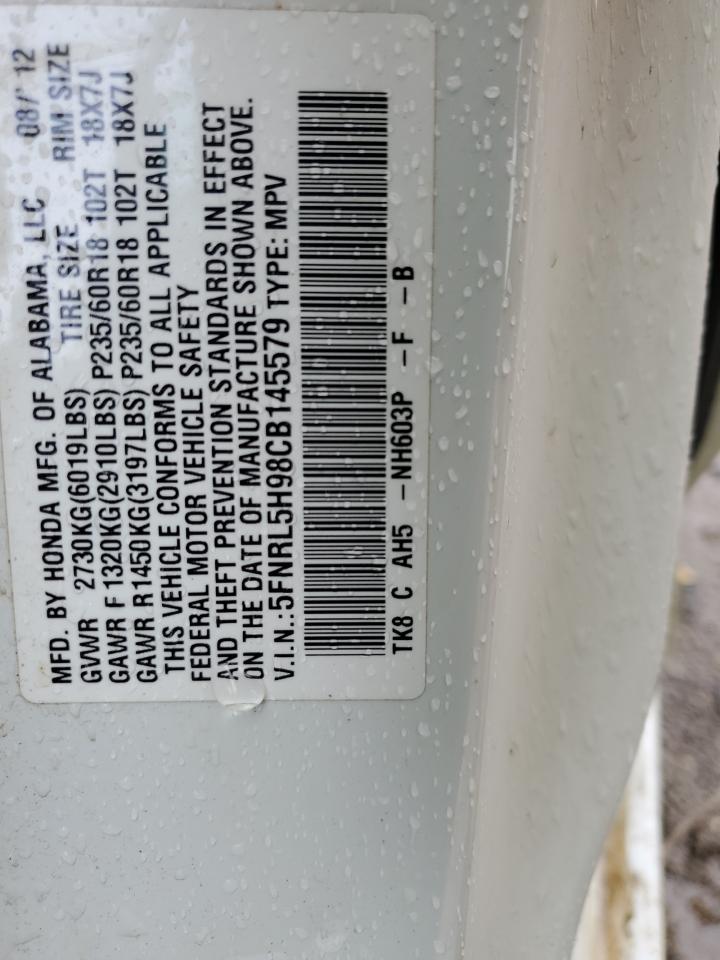 MFD. BY HONDA MFG. OF ALABAMA, LLC 08/12
GVWR 2730KG(6019LBS) TIRE SIZE RIM SIZE
GAWR F 1320KG(2910LBS) P235/60R18 102T 18X7J
GAWR R 1450KG(3197LBS) P235/60R18 102T 18X7J
THIS VEHICLE CONFORMS TO ALL APPLICABLE
FEDERAL MOTOR VEHICLE SAFETY
AND THEFT PREVENTION STANDARDS IN EFFECT
ON THE DATE OF MANUFACTURE SHOWN ABOVE.
V.I.N.:5FNRL5H98CB145579 TYPE: MPV
TK8 C AH5 -NH603P -F -B